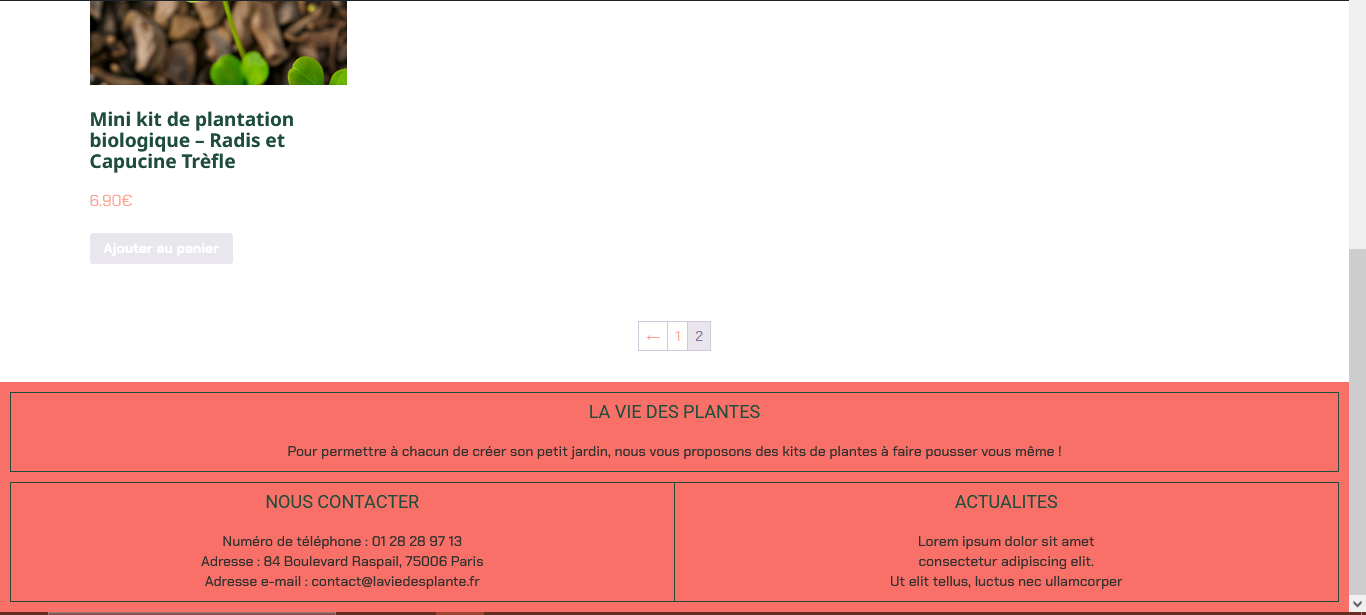 Mini kit de plantation
biologique – Radis et
Capucine Trèfle
6.90€
Ajouter au panier
← 1 2
LA VIE DES PLANTES
Pour permettre à chacun de créer son petit jardin, nous vous proposons des kits de plantes à faire pousser vous même !
NOUS CONTACTER
Numéro de téléphone : 01 28 28 97 13
Adresse : 84 Boulevard Raspail, 75006 Paris
Adresse e-mail : contact@laviedesplante.fr
ACTUALITES
Lorem ipsum dolor sit amet
consectetur adipiscing elit.
Ut elit tellus, luctus nec ullamcorper